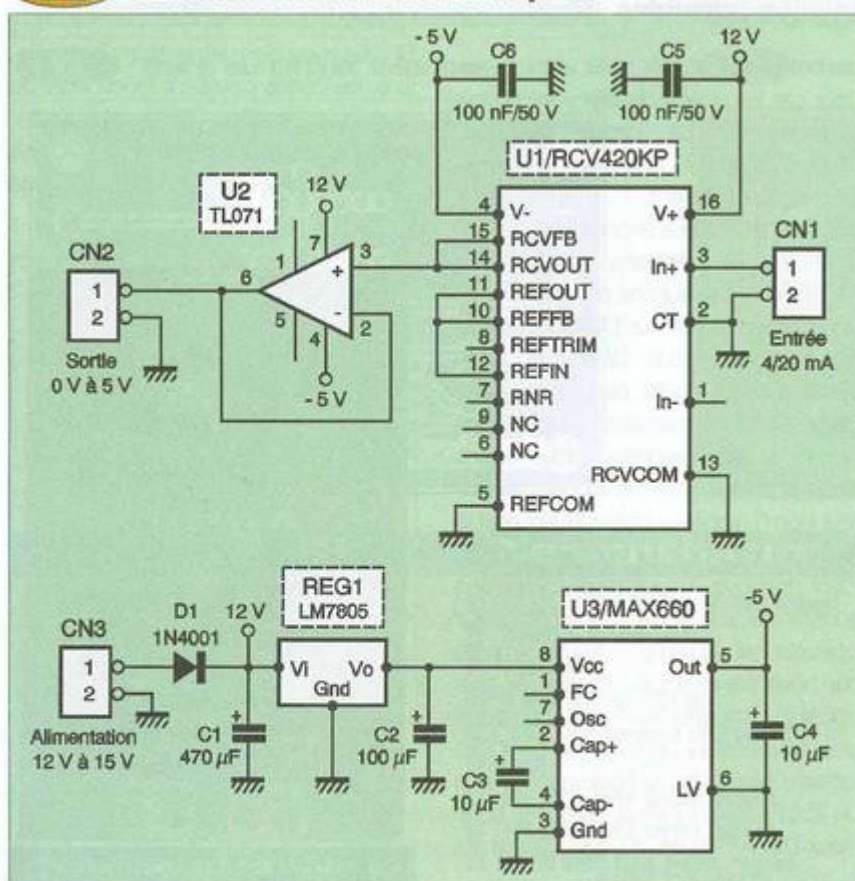 - 5 V
C6
C5
12 V
100 nF/50 V
100 nF/50 V
U1/RCV420KP
U2
TL071
12 V
4
V-
V+
16
15
RCVFB
14
RCVOUT
In+
3
11
REFOUT
10
REFFB
CT
2
8
REFTRIM
12
REFIN
7
RNR
In-
1
9
NC
6
NC
RCVCOM
13
5
REFCOM
CN1
1
2
Entrée
4/20 mA
CN2
1
2
Sortie
0 V à 5 V
6
1
7
+
3
-
2
5
4
- 5 V
CN3
1
2
Alimentation
12 V à 15 V
D1
1N4001
12 V
REG1
LM7805
Vi
Vo
Gnd
+
C1
470 µF
+
C2
100 µF
U3/MAX660
-5 V
8
Vcc
Out
5
1
FC
7
Osc
2
Cap+
+
C3
10 µF
4
Cap-
3
Gnd
LV
6
+
C4
10 µF